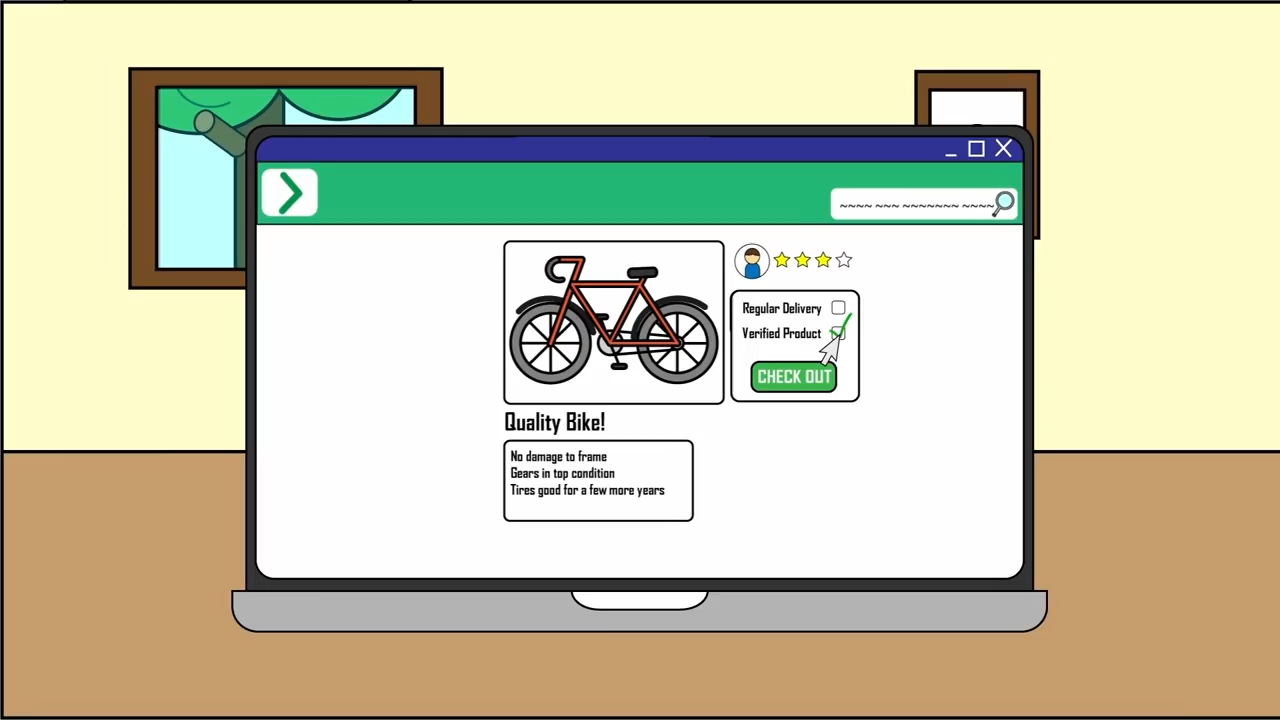 Regular Delivery
Verified Product
CHECK OUT
Quality Bike!
No damage to frame
Gears in top condition
Tires good for a few more years